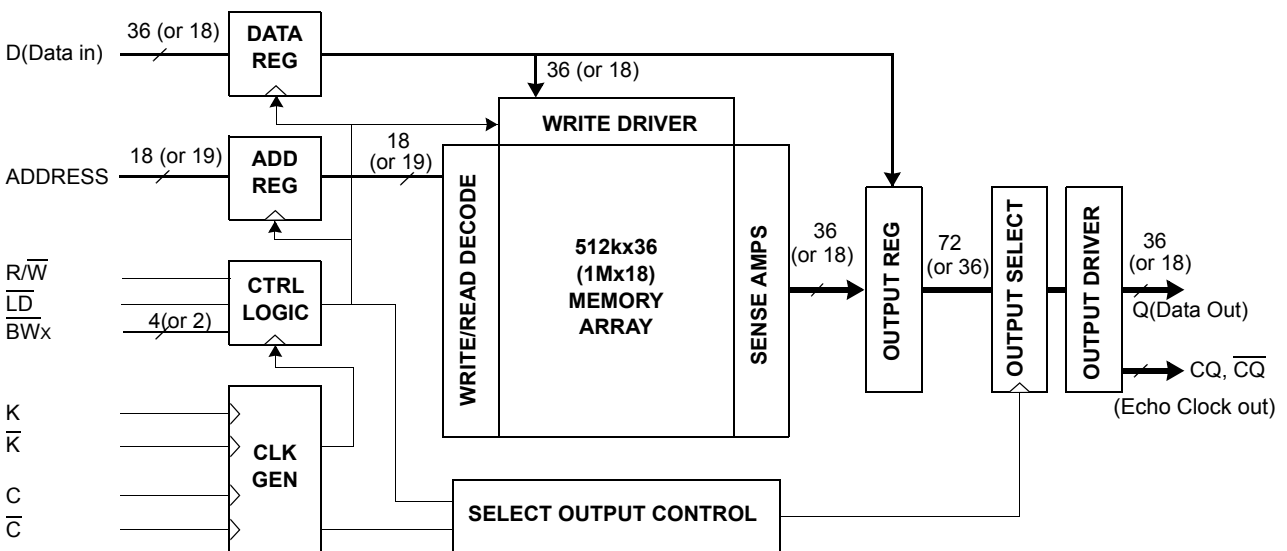 D(Data in)
36 (or 18)
DATA
REG
36 (or 18)
WRITE DRIVER
ADDRESS
18 (or 19)
ADD
REG
18
(or 19)
WRITE/READ DECODE
512kx36
(1Mx18)
MEMORY
ARRAY
SENSE AMPS
36
(or 18)
OUTPUT REG
72
(or 36)
OUTPUT SELECT
OUTPUT DRIVER
36
(or 18)
Q(Data Out)
CQ, C̅Q̅
(Echo Clock out)
R/W̅
L̅D̅
B̅W̅x
4(or 2)
CTRL
LOGIC
K
K̅
C
C̅
CLK
GEN
SELECT OUTPUT CONTROL